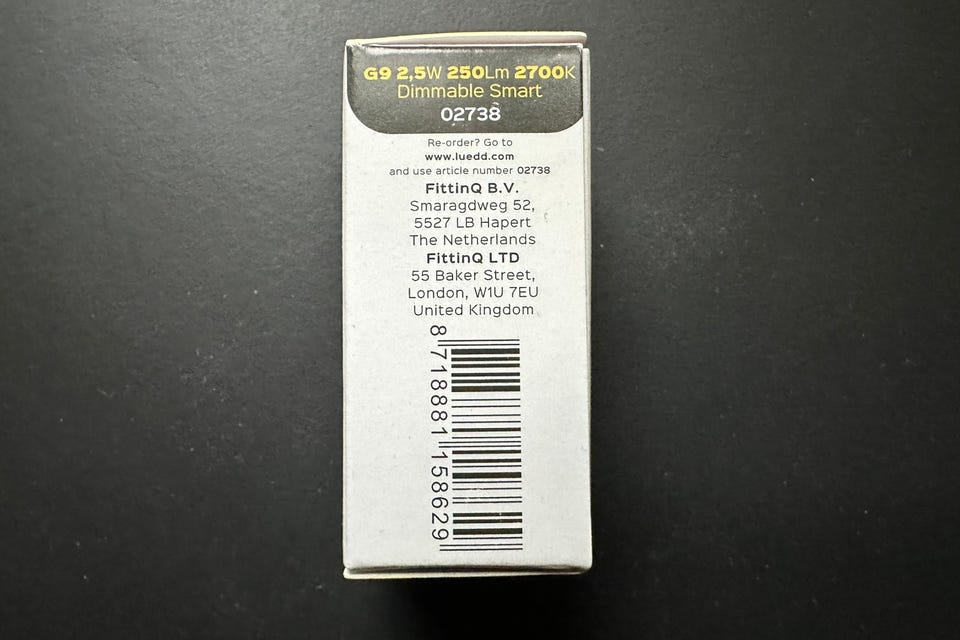 G9 2,5W 250Lm 2700K
Dimmable Smart
02738
Re-order? Go to
www.luedd.com
and use article number 02738
FittinQ B.V.
Smaragdweg 52,
5527 LB Hapert
The Netherlands
FittinQ LTD
55 Baker Street,
London, W1U 7EU
United Kingdom
8 718881 158629